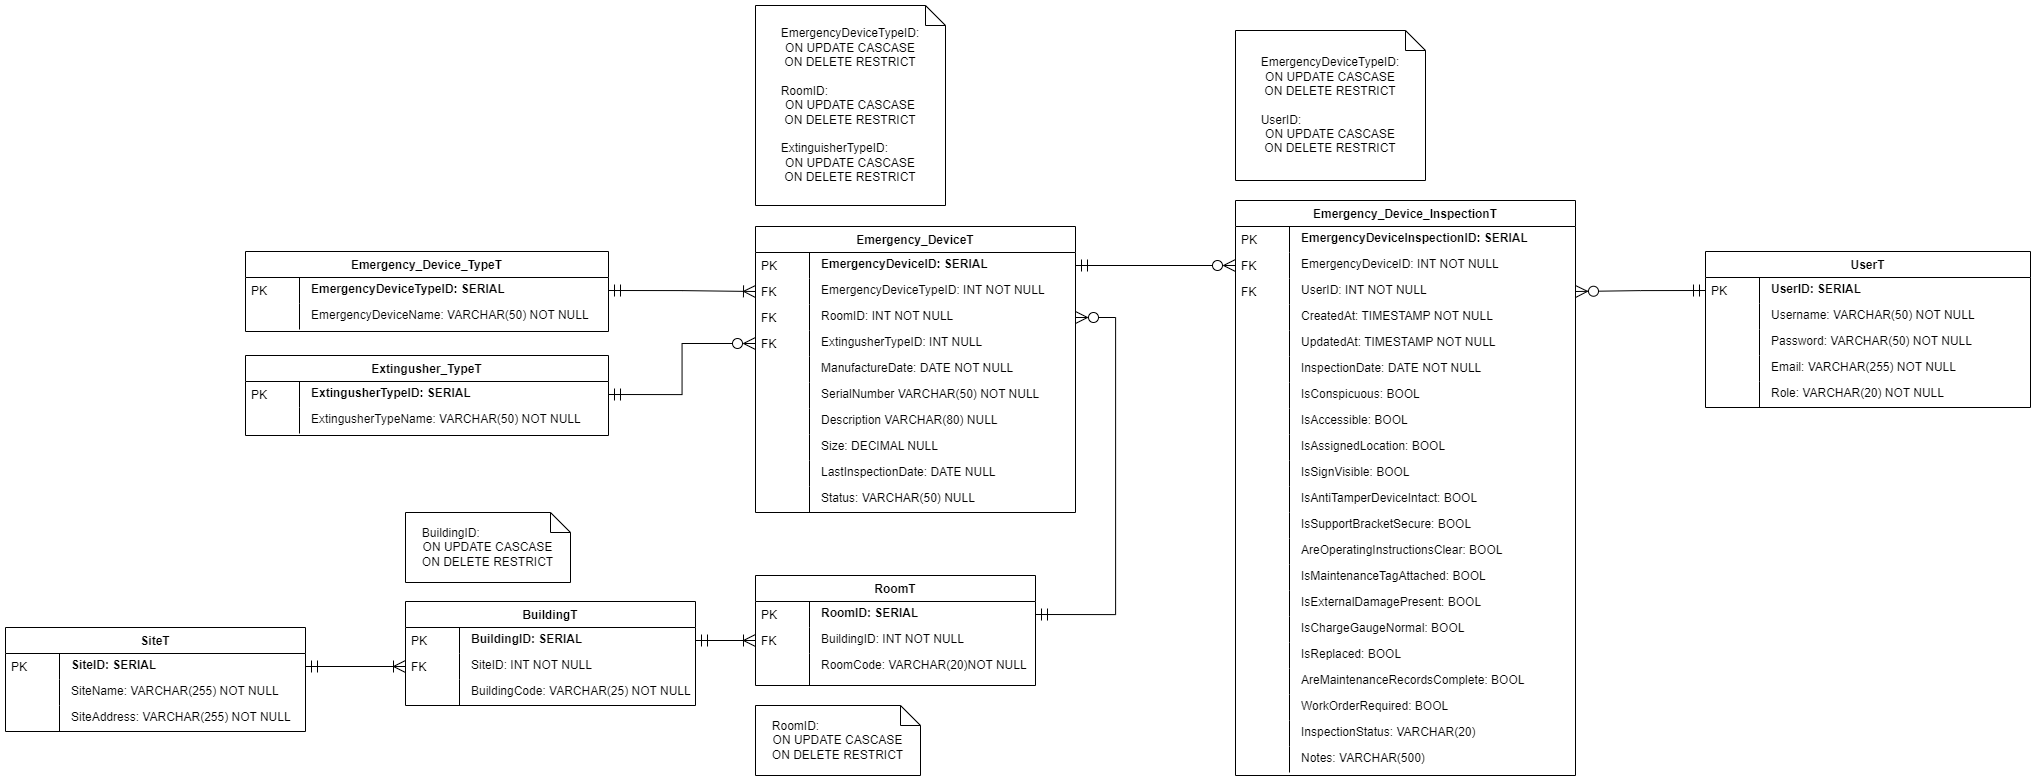 EmergencyDeviceTypeID:
ON UPDATE CASCASE
ON DELETE RESTRICT
RoomID:
ON UPDATE CASCASE
ON DELETE RESTRICT
ExtinguisherTypeID:
ON UPDATE CASCASE
ON DELETE RESTRICT
EmergencyDeviceTypeID:
ON UPDATE CASCASE
ON DELETE RESTRICT
UserID:
ON UPDATE CASCASE
ON DELETE RESTRICT
Emergency_Device_TypeT
PK EmergencyDeviceTypeID: SERIAL
EmergencyDeviceName: VARCHAR(50) NOT NULL
Extingusher_TypeT
PK ExtingusherTypeID: SERIAL
ExtingusherTypeName: VARCHAR(50) NOT NULL
Emergency_DeviceT
PK EmergencyDeviceID: SERIAL
FK EmergencyDeviceTypeID: INT NOT NULL
FK RoomID: INT NOT NULL
FK ExtingusherTypeID: INT NULL
ManufactureDate: DATE NOT NULL
SerialNumber VARCHAR(50) NOT NULL
Description VARCHAR(80) NULL
Size: DECIMAL NULL
LastInspectionDate: DATE NULL
Status: VARCHAR(50) NULL
Emergency_Device_InspectionT
PK EmergencyDeviceInspectionID: SERIAL
FK EmergencyDeviceID: INT NOT NULL
FK UserID: INT NOT NULL
CreatedAt: TIMESTAMP NOT NULL
UpdatedAt: TIMESTAMP NOT NULL
InspectionDate: DATE NOT NULL
IsConspicuous: BOOL
IsAccessible: BOOL
IsAssignedLocation: BOOL
IsSignVisible: BOOL
IsAntiTamperDeviceIntact: BOOL
IsSupportBracketSecure: BOOL
AreOperatingInstructionsClear: BOOL
IsMaintenanceTagAttached: BOOL
IsExternalDamagePresent: BOOL
IsChargeGaugeNormal: BOOL
IsReplaced: BOOL
AreMaintenanceRecordsComplete: BOOL
WorkOrderRequired: BOOL
InspectionStatus: VARCHAR(20)
Notes: VARCHAR(500)
UserT
PK UserID: SERIAL
Username: VARCHAR(50) NOT NULL
Password: VARCHAR(50) NOT NULL
Email: VARCHAR(255) NOT NULL
Role: VARCHAR(20) NOT NULL
BuildingID:
ON UPDATE CASCASE
ON DELETE RESTRICT
SiteT
PK SiteID: SERIAL
SiteName: VARCHAR(255) NOT NULL
SiteAddress: VARCHAR(255) NOT NULL
BuildingT
PK BuildingID: SERIAL
FK SiteID: INT NOT NULL
BuildingCode: VARCHAR(25) NOT NULL
RoomT
PK RoomID: SERIAL
FK BuildingID: INT NOT NULL
RoomCode: VARCHAR(20)NOT NULL
RoomID:
ON UPDATE CASCASE
ON DELETE RESTRICT